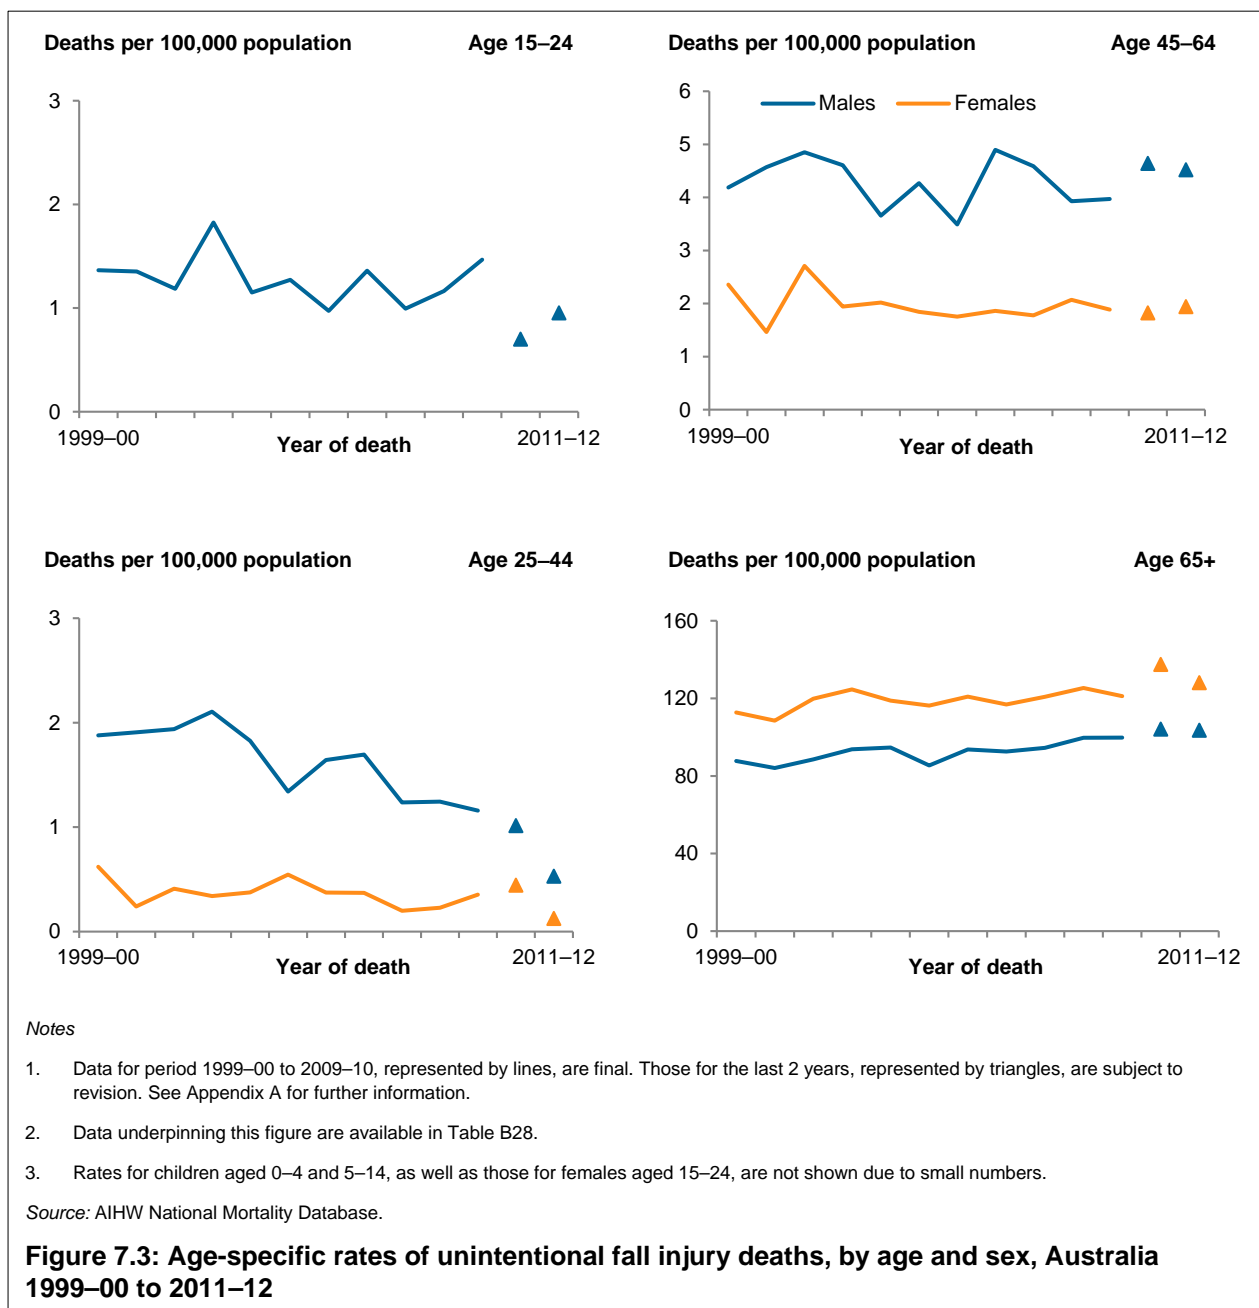 Deaths per 100,000 population Age 15–24
3
2
1
0
1999–00 2011–12
Year of death
Deaths per 100,000 population Age 45–64
Males Females
6
5
4
3
2
1
0
1999–00 2011–12
Year of death
Deaths per 100,000 population Age 25–44
3
2
1
0
1999–00 2011–12
Year of death
Deaths per 100,000 population Age 65+
160
120
80
40
0
1999–00 2011–12
Year of death
Notes
1. Data for period 1999–00 to 2009–10, represented by lines, are final. Those for the last 2 years, represented by triangles, are subject to
revision. See Appendix A for further information.
2. Data underpinning this figure are available in Table B28.
3. Rates for children aged 0–4 and 5–14, as well as those for females aged 15–24, are not shown due to small numbers.
Source: AIHW National Mortality Database.
Figure 7.3: Age-specific rates of unintentional fall injury deaths, by age and sex, Australia
1999–00 to 2011–12